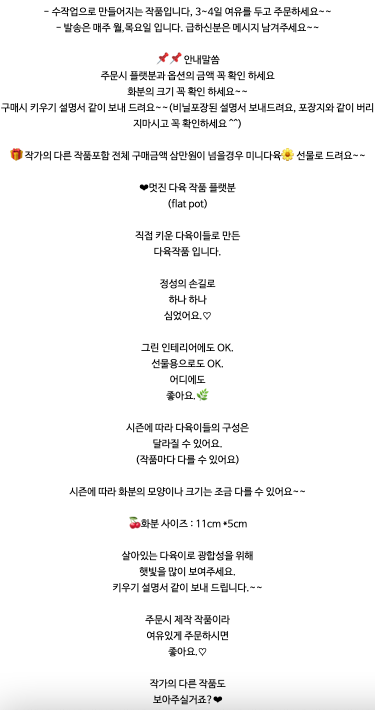 - 수작업으로 만들어지는 작품입니다, 3~4일 여유를 두고 주문하세요~~
- 발송은 매주 월,목요일 입니다. 급하신분은 메시지 남겨주세요~~
📌📌 안내말씀
주문시 플랫분과 옵션의 금액 꼭 확인 하세요
화분의 크기 꼭 확인 하세요~~
구매시 키우기 설명서 같이 보내 드려요~~(비닐포장된 설명서 보내드려요, 포장지와 같이 버리
지마시고 꼭 확인하세요 ^^)
🎁 작가의 다른 작품포함 전체 구매금액 삼만원이 넘을경우 미니다육🌼 선물로 드려요~~
❤멋진 다육 작품 플랫분
(flat pot)
직접 키운 다육이들로 만든
다육작품 입니다.
정성의 손길로
하나 하나
심었어요.♡
그린 인테리어에도 OK.
선물용으로도 OK.
어디에도
좋아요.🌿
시즌에 따라 다육이들의 구성은
달라질 수 있어요.
(작품마다 다를 수 있어요)
시즌에 따라 화분의 모양이나 크기는 조금 다를 수 있어요~~
🍒화분 사이즈 : 11cm *5cm
살아있는 다육이로 광합성을 위해
햇빛을 많이 보여주세요.
키우기 설명서 같이 보내 드립니다.~~
주문시 제작 작품이라
여유있게 주문하시면
좋아요.♡
작가의 다른 작품도
보아주실거죠?❤